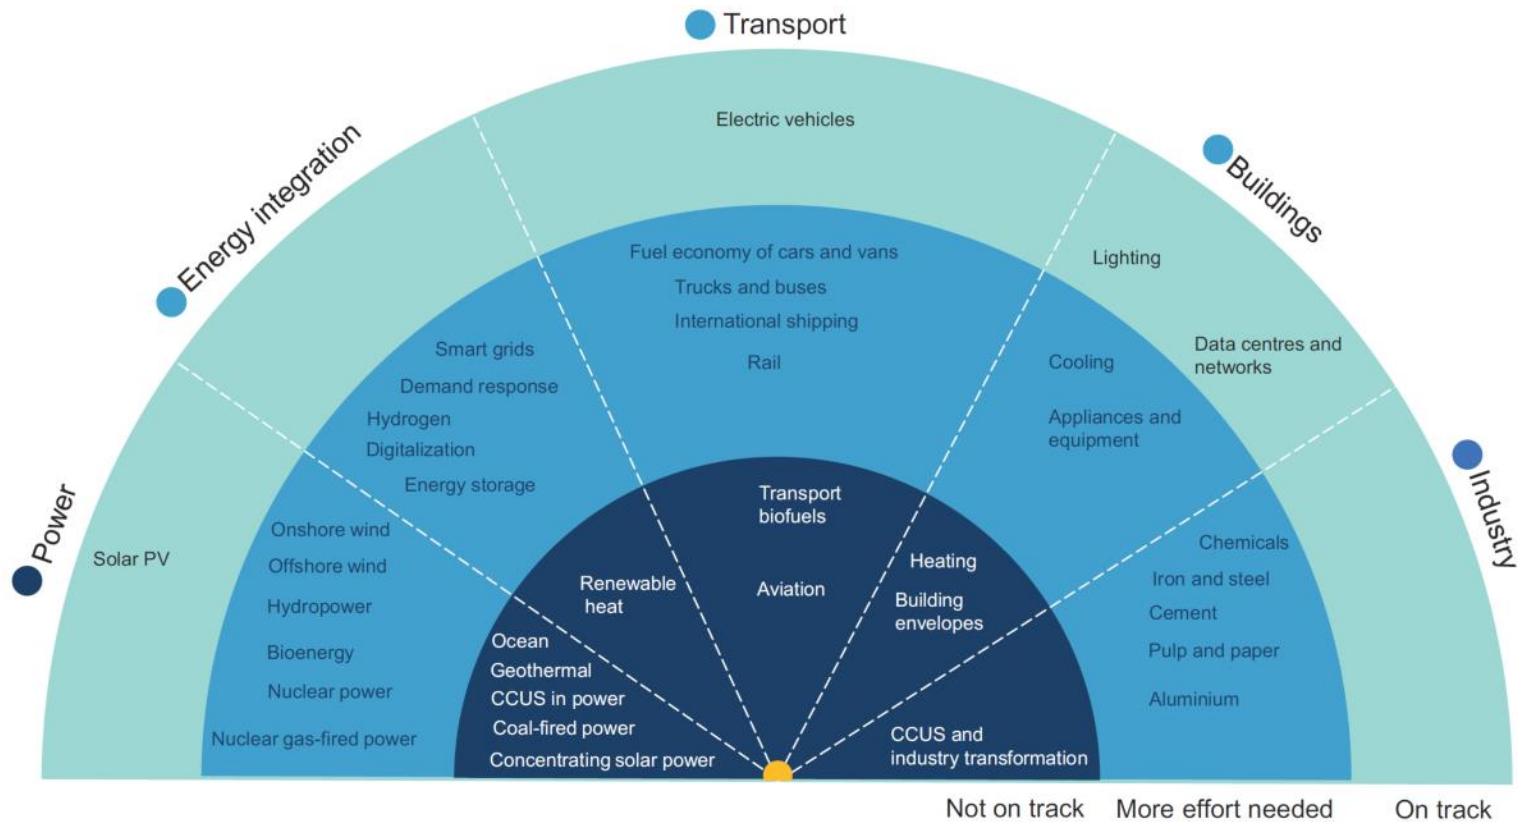 Transport
Energy integration
Buildings
Power
Industry
Electric vehicles
Fuel economy of cars and vans
Trucks and buses
International shipping
Rail
Transport
biofuels
Aviation
Smart grids
Demand response
Hydrogen
Digitalization
Energy storage
Renewable
heat
Solar PV
Onshore wind
Offshore wind
Hydropower
Bioenergy
Nuclear power
Nuclear gas-fired power
Ocean
Geothermal
CCUS in power
Coal-fired power
Concentrating solar power
Lighting
Data centres and
networks
Cooling
Appliances and
equipment
Heating
Building
envelopes
Chemicals
Iron and steel
Cement
Pulp and paper
Aluminium
CCUS and
industry transformation
Not on track
More effort needed
On track